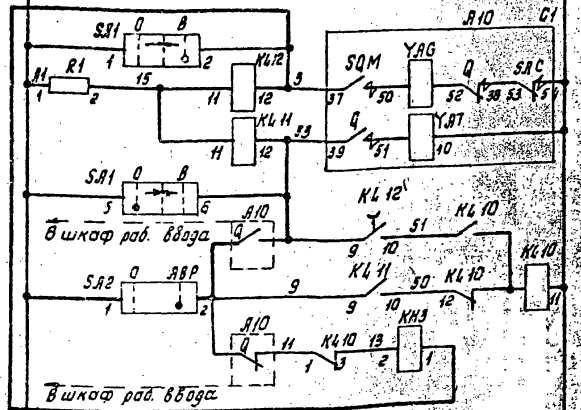 А10 С1
SA1 0 В
1 2
KL12
SQM YAC Q SAC
A1 R1 15 3
1 2 11 12 37 50 52 38 53 54
KL11 33 Q YAT
11 12 39 51 10
SA1 0 В
5 6
В шкаф раб. ввода А10
Q
KL12 51 KL10
9 10
SA2 0 АВР
1 2
9 KL11 50 KL10 KL10
9 10 12 11
А10 KH3
Q 11 KL10 13
1 3 2 1
В шкаф раб. ввода